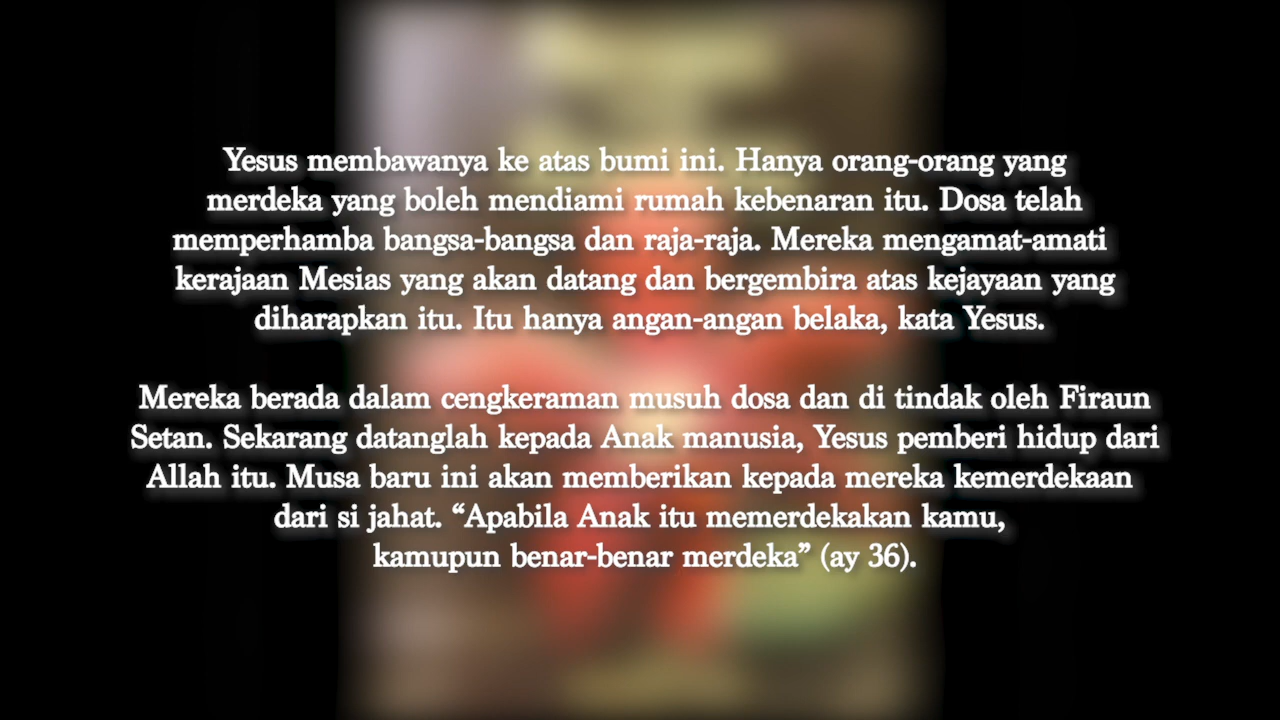 Yesus membawanya ke atas bumi ini. Hanya orang-orang yang
merdeka yang boleh mendiami rumah kebenaran itu. Dosa telah
memperhamba bangsa-bangsa dan raja-raja. Mereka mengamat-amati
kerajaan Mesias yang akan datang dan bergembira atas kejayaan yang
diharapkan itu. Itu hanya angan-angan belaka, kata Yesus.
Mereka berada dalam cengkeraman musuh dosa dan di tindak oleh Firaun
Setan. Sekarang datanglah kepada Anak manusia, Yesus pemberi hidup dari
Allah itu. Musa baru ini akan memberikan kepada mereka kemerdekaan
dari si jahat. “Apabila Anak itu memerdekakan kamu,
kamupun benar-benar merdeka” (ay 36).